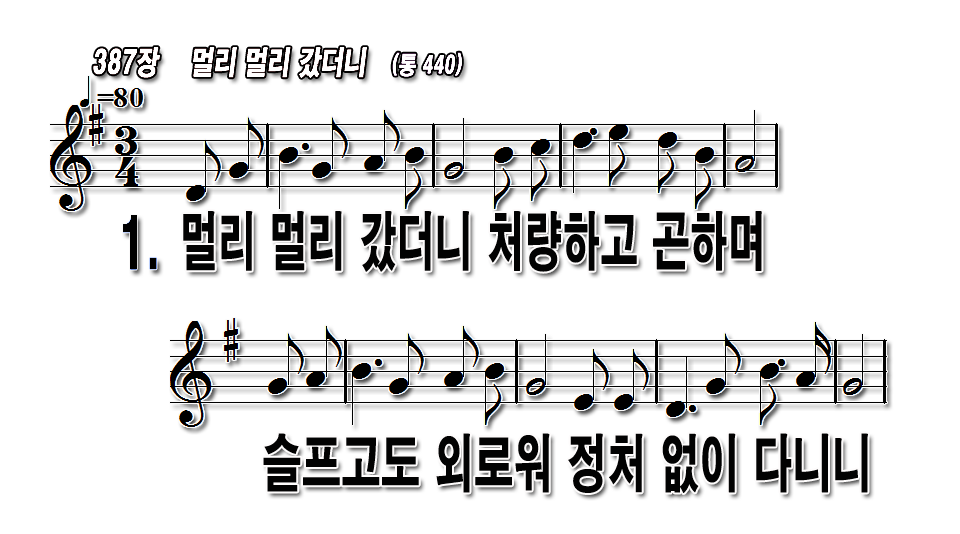 387장 멀리 멀리 갔더니 (통 440)
♩=80
3
4
1. 멀리 멀리 갔더니 처량하고 곤하며
슬프고도 외로워 정처 없이 다니니